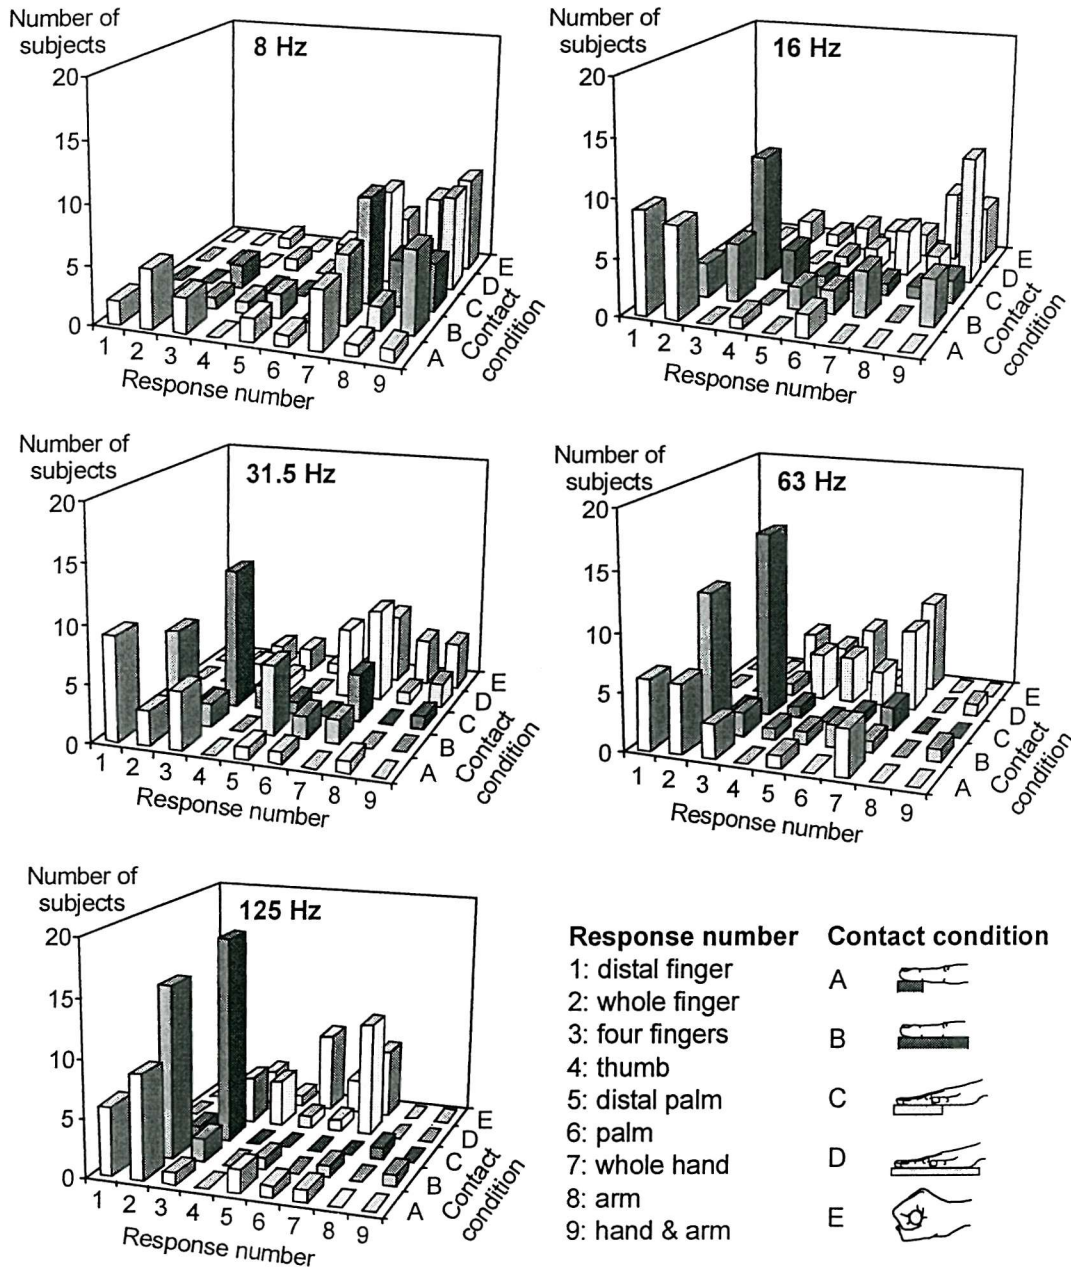 Number of
subjects
8 Hz
20
15
10
5
0
1 2 3 4 5 6 7 8 9
Response number
A B C D E
Contact
condition
Number of
subjects
16 Hz
20
15
10
5
0
1 2 3 4 5 6 7 8 9
Response number
A B C D E
Contact
condition
Number of
subjects
31.5 Hz
20
15
10
5
0
1 2 3 4 5 6 7 8 9
Response number
A B C D E
Contact
condition
Number of
subjects
63 Hz
20
15
10
5
0
1 2 3 4 5 6 7 8 9
Response number
A B C D E
Contact
condition
Number of
subjects
125 Hz
20
15
10
5
0
1 2 3 4 5 6 7 8 9
Response number
A B C D E
Contact
condition
Response number
1: distal finger
2: whole finger
3: four fingers
4: thumb
5: distal palm
6: palm
7: whole hand
8: arm
9: hand & arm
Contact condition
A
B
C
D
E